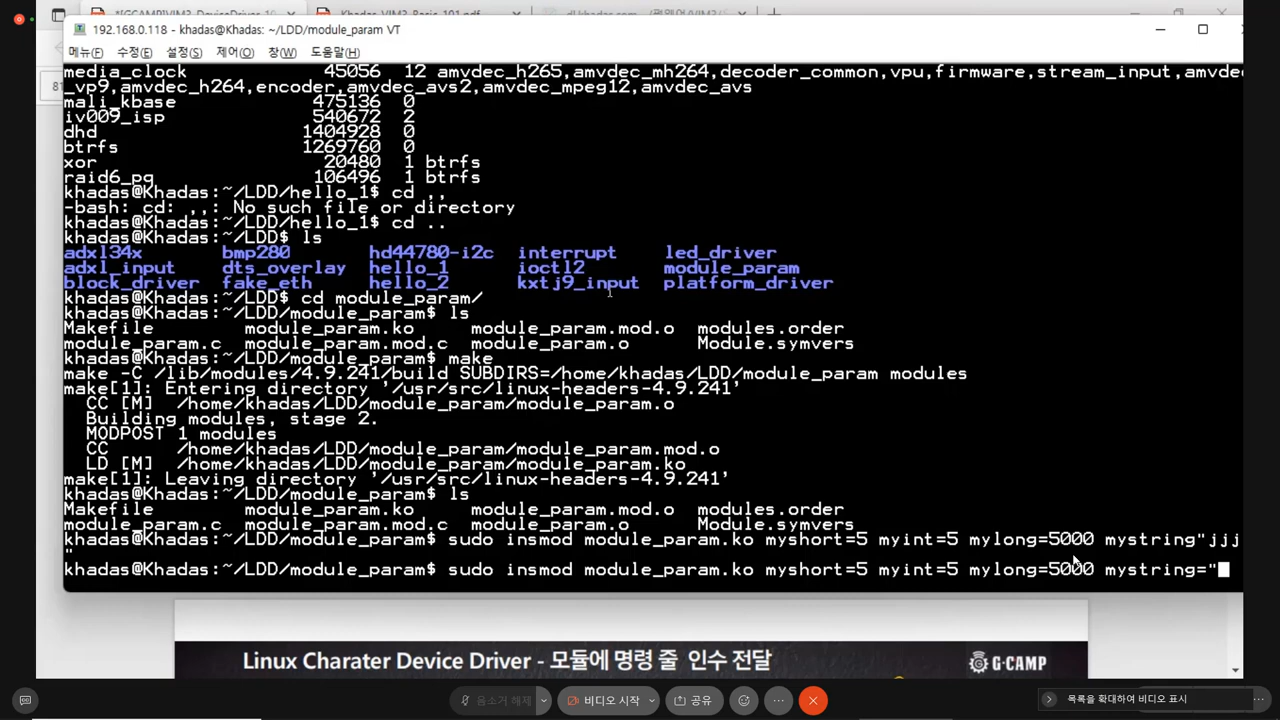 192.168.0.118 - khadas@Khadas: ~/LDD/module_param VT
메뉴(F) 수정(E) 설정(S) 제어(O) 창(W) 도움말(H)
media_clock 45056 12 amvdec_h265,amvdec_mh264,decoder_common,vpu,firmware,stream_input,amvdec
_vp9,amvdec_h264,encoder,amvdec_avs2,amvdec_mpeg12,amvdec_avs
mali_kbase 475136 0
iv009_isp 540672 2
dhd 1404928 0
btrfs 1269760 0
xor 20480 1 btrfs
raid6_pq 106496 1 btrfs
khadas@Khadas:~/LDD/hello_1$ cd ,,
-bash: cd: ,,: No such file or directory
khadas@Khadas:~/LDD/hello_1$ cd ..
khadas@Khadas:~/LDD$ ls
adxl34x bmp280 hd44780-i2c interrupt led_driver
adxl_input dts_overlay hello_1 ioctl2 module_param
block_driver fake_eth hello_2 kxtj9_input platform_driver
khadas@Khadas:~/LDD$ cd module_param/
khadas@Khadas:~/LDD/module_param$ ls
Makefile module_param.ko module_param.mod.o modules.order
module_param.c module_param.mod.c module_param.o Module.symvers
khadas@Khadas:~/LDD/module_param$ make
make -C /lib/modules/4.9.241/build SUBDIRS=/home/khadas/LDD/module_param modules
make[1]: Entering directory '/usr/src/linux-headers-4.9.241'
CC [M] /home/khadas/LDD/module_param/module_param.o
Building modules, stage 2.
MODPOST 1 modules
CC /home/khadas/LDD/module_param/module_param.mod.o
LD [M] /home/khadas/LDD/module_param/module_param.ko
make[1]: Leaving directory '/usr/src/linux-headers-4.9.241'
khadas@Khadas:~/LDD/module_param$ ls
Makefile module_param.ko module_param.mod.o modules.order
module_param.c module_param.mod.c module_param.o Module.symvers
khadas@Khadas:~/LDD/module_param$ sudo insmod module_param.ko myshort=5 myint=5 mylong=5000 mystring"jjj
"
khadas@Khadas:~/LDD/module_param$ sudo insmod module_param.ko myshort=5 myint=5 mylong=5000 mystring="
Linux Charater Device Driver - 모듈에 명령 줄 인수 전달
G·CAMP
음소거 해제 비디오 시작 공유 목록을 확대하여 비디오 표시